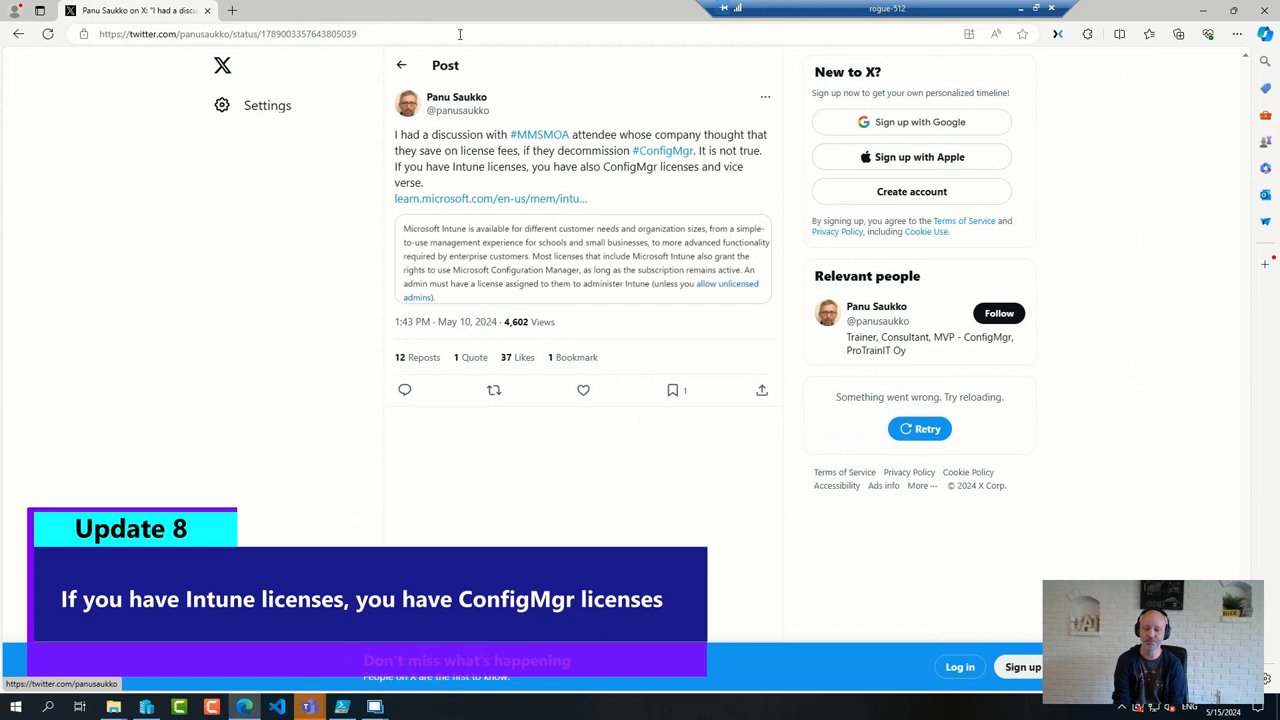 Panu Saukko on X: "I had a discu
rogue-512
https://twitter.com/panusaukko/status/1789003357643805039
Settings
Post
Panu Saukko
@panusaukko
I had a discussion with #MMSMOA attendee whose company thought that
they save on license fees, if they decommission #ConfigMgr. It is not true.
If you have Intune licenses, you have also ConfigMgr licenses and vice
verse.
learn.microsoft.com/en-us/mem/intu...
Microsoft Intune is available for different customer needs and organization sizes, from a simple-
to-use management experience for schools and small businesses, to more advanced functionality
required by enterprise customers. Most licenses that include Microsoft Intune also grant the
rights to use Microsoft Configuration Manager, as long as the subscription remains active. An
admin must have a license assigned to them to administer Intune (unless you allow unlicensed
admins).
1:43 PM · May 10, 2024 · 4,602 Views
12 Reposts 1 Quote 37 Likes 1 Bookmark
1
New to X?
Sign up now to get your own personalized timeline!
Sign up with Google
Sign up with Apple
Create account
By signing up, you agree to the Terms of Service and
Privacy Policy, including Cookie Use.
Relevant people
Panu Saukko
@panusaukko
Follow
Trainer, Consultant, MVP - ConfigMgr,
ProTrainIT Oy
Something went wrong. Try reloading.
Retry
Terms of Service Privacy Policy Cookie Policy
Accessibility Ads info More ··· © 2024 X Corp.
Update 8
If you have Intune licenses, you have ConfigMgr licenses
Don't miss what's happening
People on X are the first to know.
Log in
Sign up
https://twitter.com/panusaukko
ENG
5/15/2024